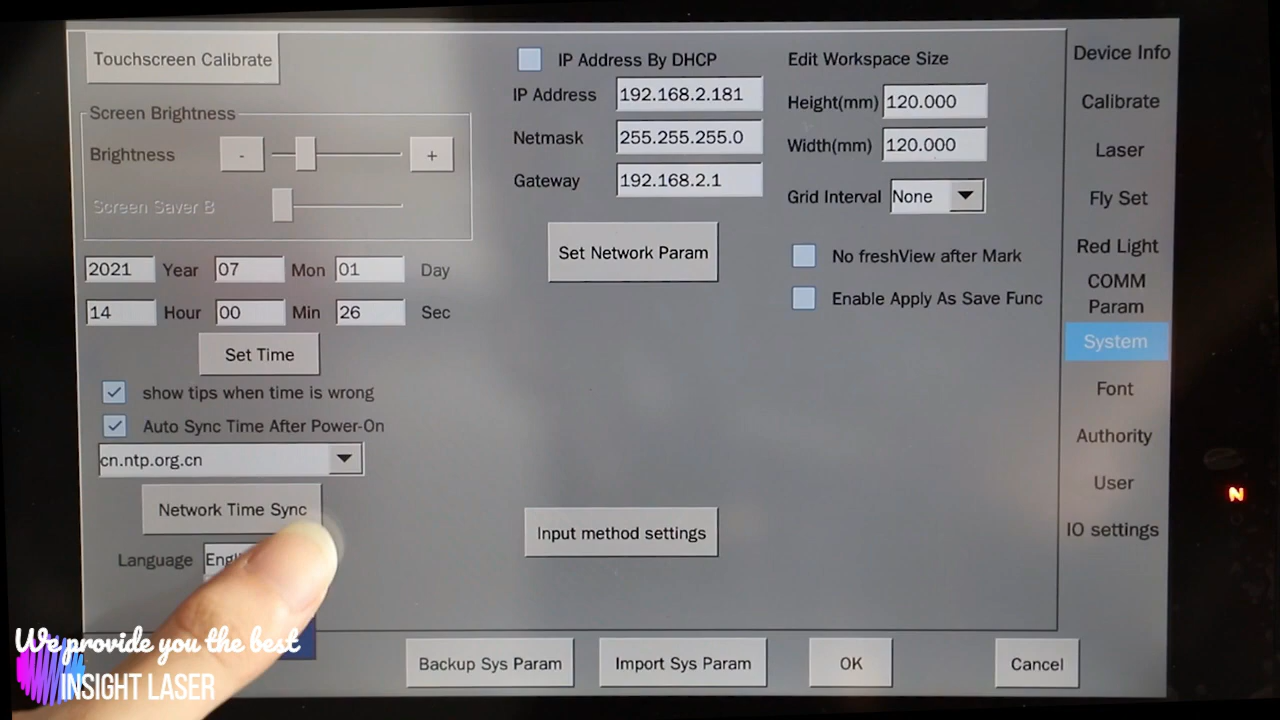 Touchscreen Calibrate
Screen Brightness
Brightness - +
Screen Saver B
2021 Year 07 Mon 01 Day
14 Hour 00 Min 26 Sec
Set Time
show tips when time is wrong
Auto Sync Time After Power-On
cn.ntp.org.cn
Network Time Sync
Language
IP Address By DHCP
IP Address 192.168.2.181
Netmask 255.255.255.0
Gateway 192.168.2.1
Set Network Param
Input method settings
Edit Workspace Size
Height(mm) 120.000
Width(mm) 120.000
Grid Interval None
No freshView after Mark
Enable Apply As Save Func
Device Info
Calibrate
Laser
Fly Set
Red Light
COMM
Param
System
Font
Authority
User
IO settings
Backup Sys Param
Import Sys Param
OK
Cancel
N
We provide you the best
INSIGHT LASER